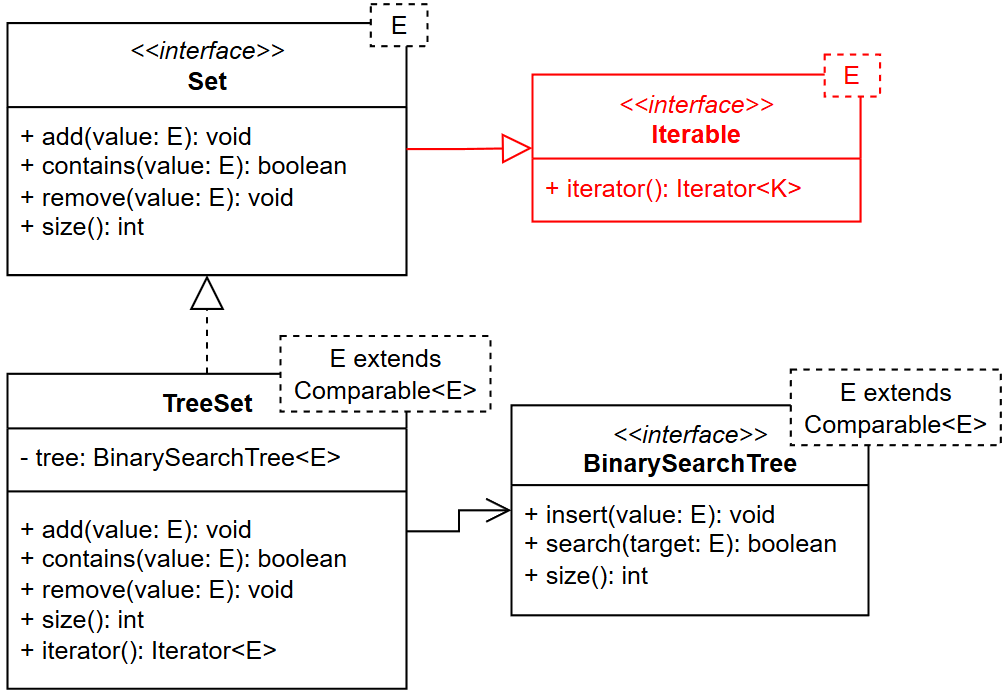 E
<<interface>>
Set
+ add(value: E): void
+ contains(value: E): boolean
+ remove(value: E): void
+ size(): int
E
<<interface>>
Iterable
+ iterator(): Iterator<K>
E extends
Comparable<E>
TreeSet
- tree: BinarySearchTree<E>
+ add(value: E): void
+ contains(value: E): boolean
+ remove(value: E): void
+ size(): int
+ iterator(): Iterator<E>
E extends
Comparable<E>
<<interface>>
BinarySearchTree
+ insert(value: E): void
+ search(target: E): boolean
+ size(): int